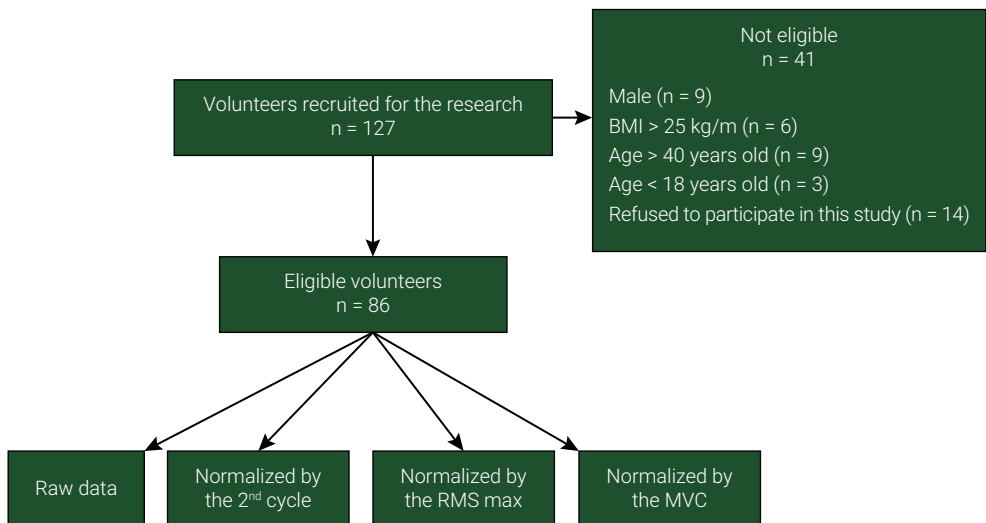 Volunteers recruited for the research
n = 127
Not eligible
n = 41
Male (n = 9)
BMI > 25 kg/m (n = 6)
Age > 40 years old (n = 9)
Age < 18 years old (n = 3)
Refused to participate in this study (n = 14)
Eligible volunteers
n = 86
Raw data
Normalized by
the 2nd cycle
Normalized by
the RMS max
Normalized by
the MVC